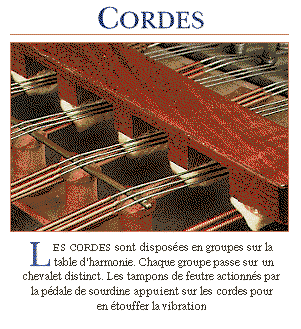 CORDES
LES CORDES sont disposées en groupes sur la
table d'harmonie. Chaque groupe passe sur un
chevalet distinct. Les tampons de feutre actionnés par
la pédale de sourdine appuient sur les cordes pour
en étouffer la vibration